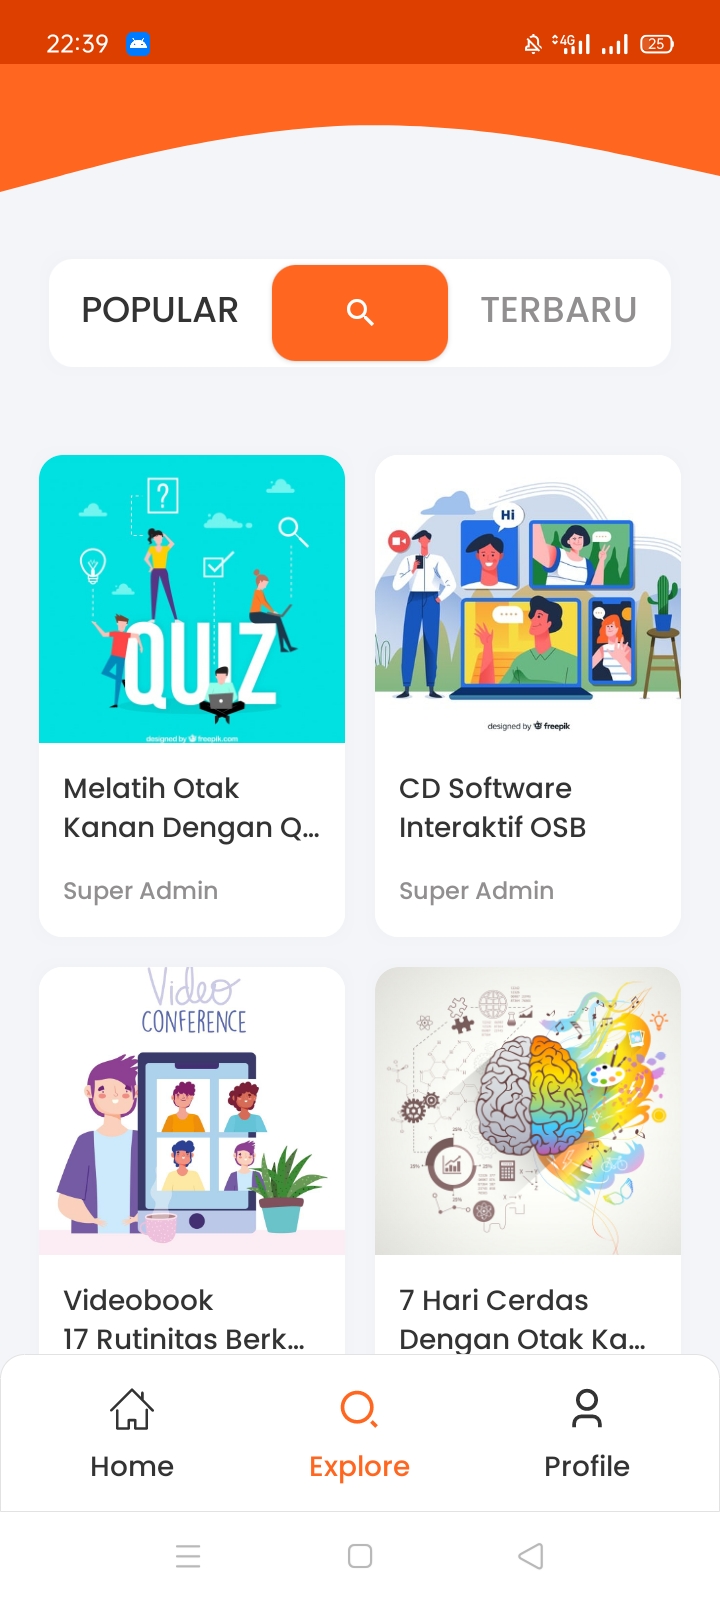 22:39
4G
25
POPULAR
TERBARU
?
QUIZ
designed by freepik.com
Hi
designed by freepik
Melatih Otak
Kanan Dengan Q...
Super Admin
CD Software
Interaktif OSB
Super Admin
Video
CONFERENCE
Videobook
17 Rutinitas Berk...
7 Hari Cerdas
Dengan Otak Ka...
Home
Explore
Profile